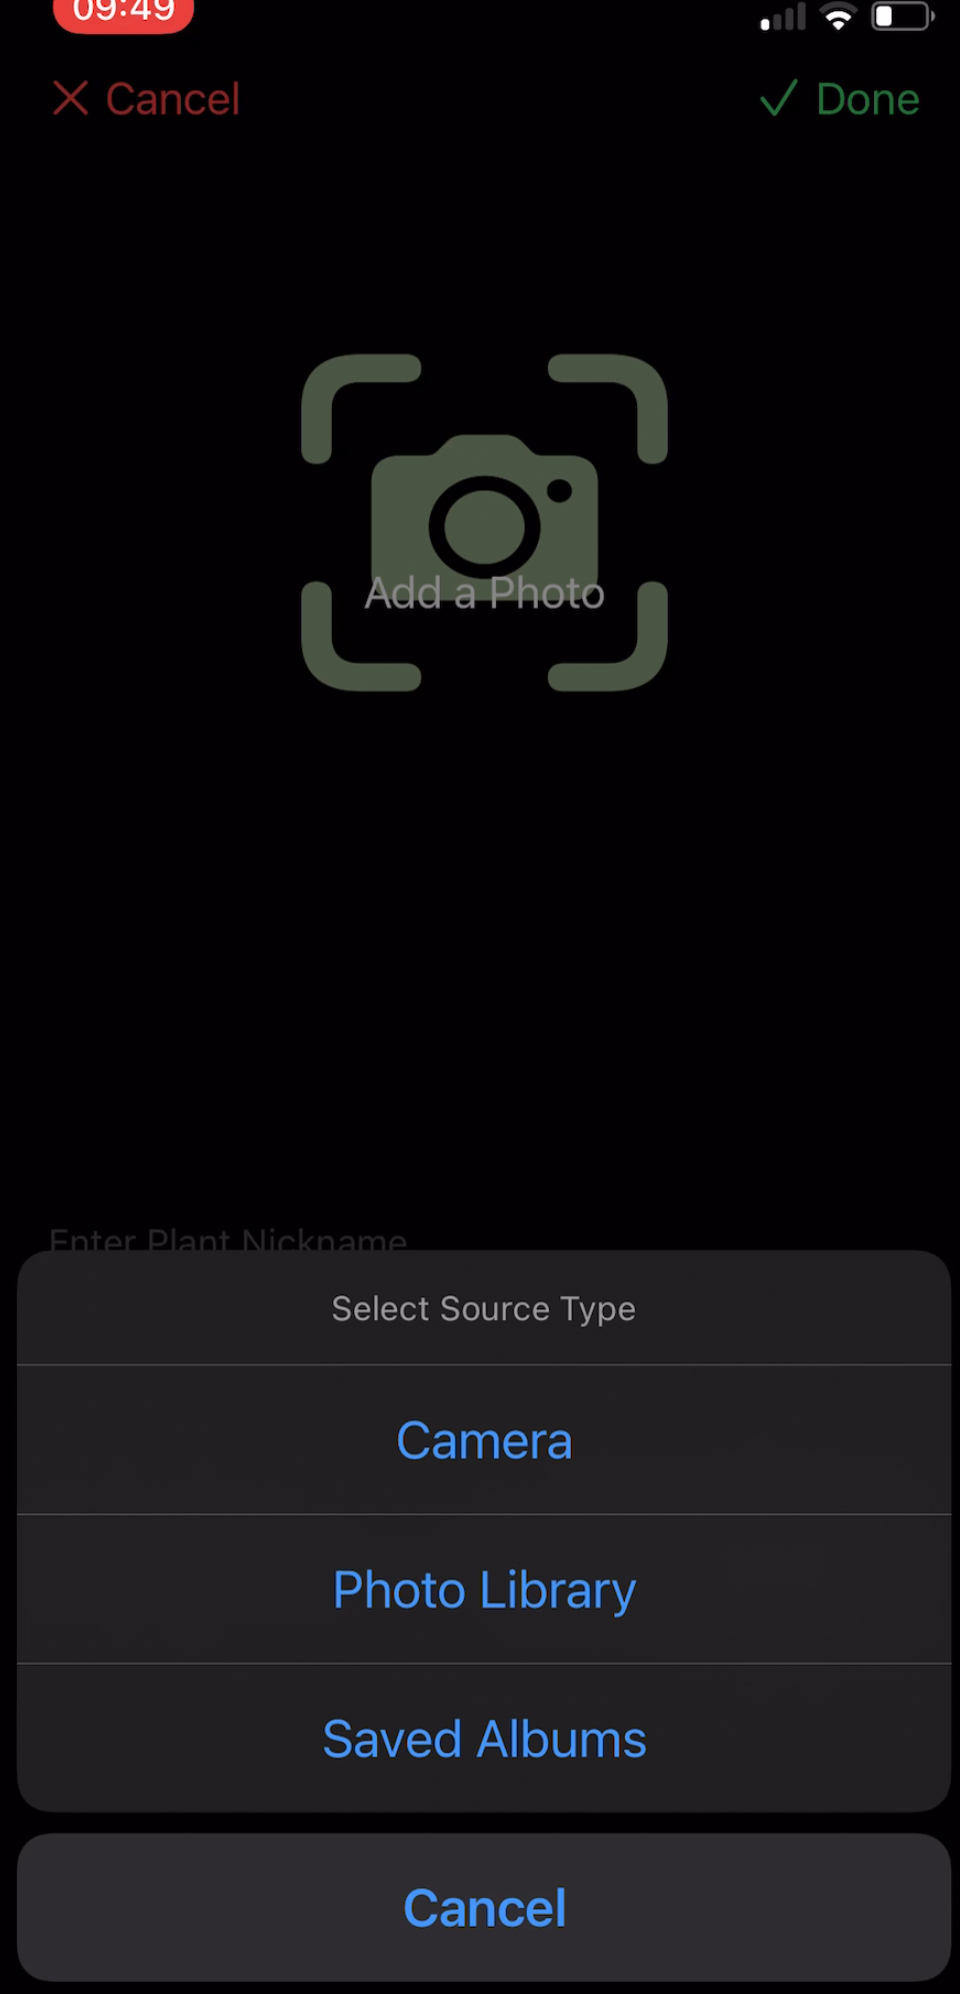 09:49
Cancel
Done
Add a Photo
Enter Plant Nickname
Select Source Type
Camera
Photo Library
Saved Albums
Cancel